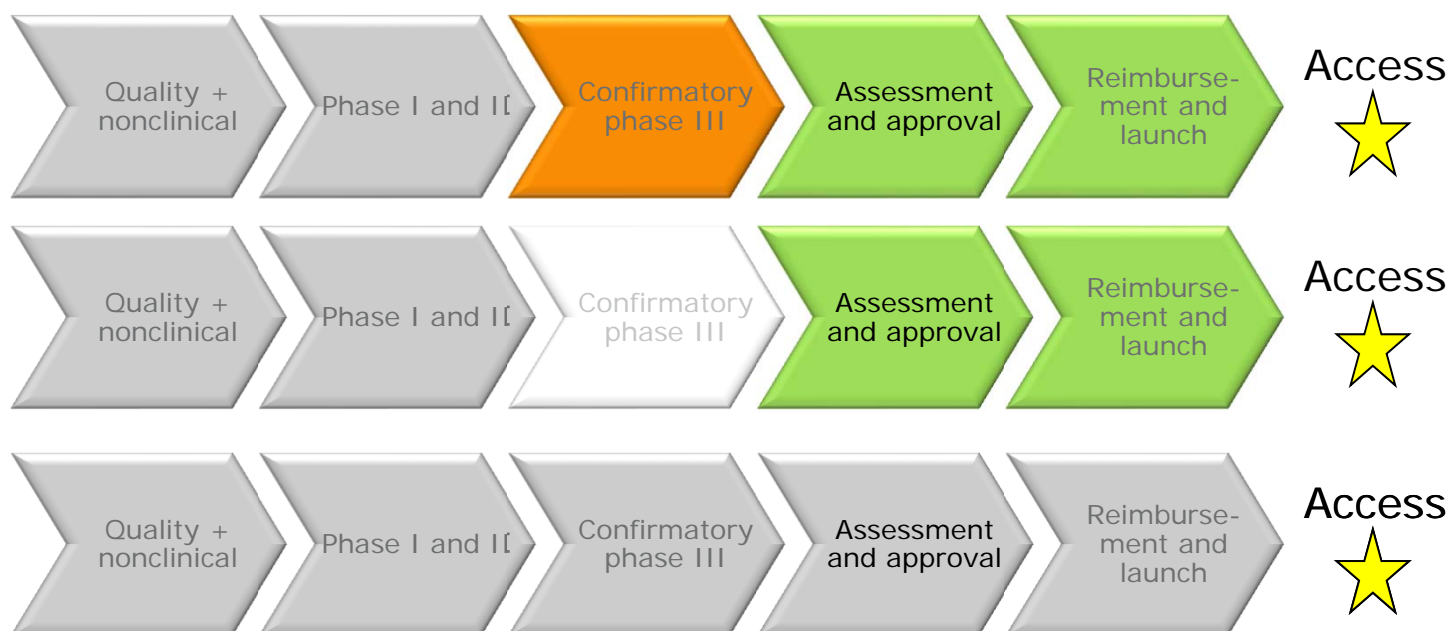 Quality +
nonclinical
Phase I and II
Confirmatory
phase III
Assessment
and approval
Reimburse-
ment and
launch
Access
Quality +
nonclinical
Phase I and II
Confirmatory
phase III
Assessment
and approval
Reimburse-
ment and
launch
Access
Quality +
nonclinical
Phase I and II
Confirmatory
phase III
Assessment
and approval
Reimburse-
ment and
launch
Access